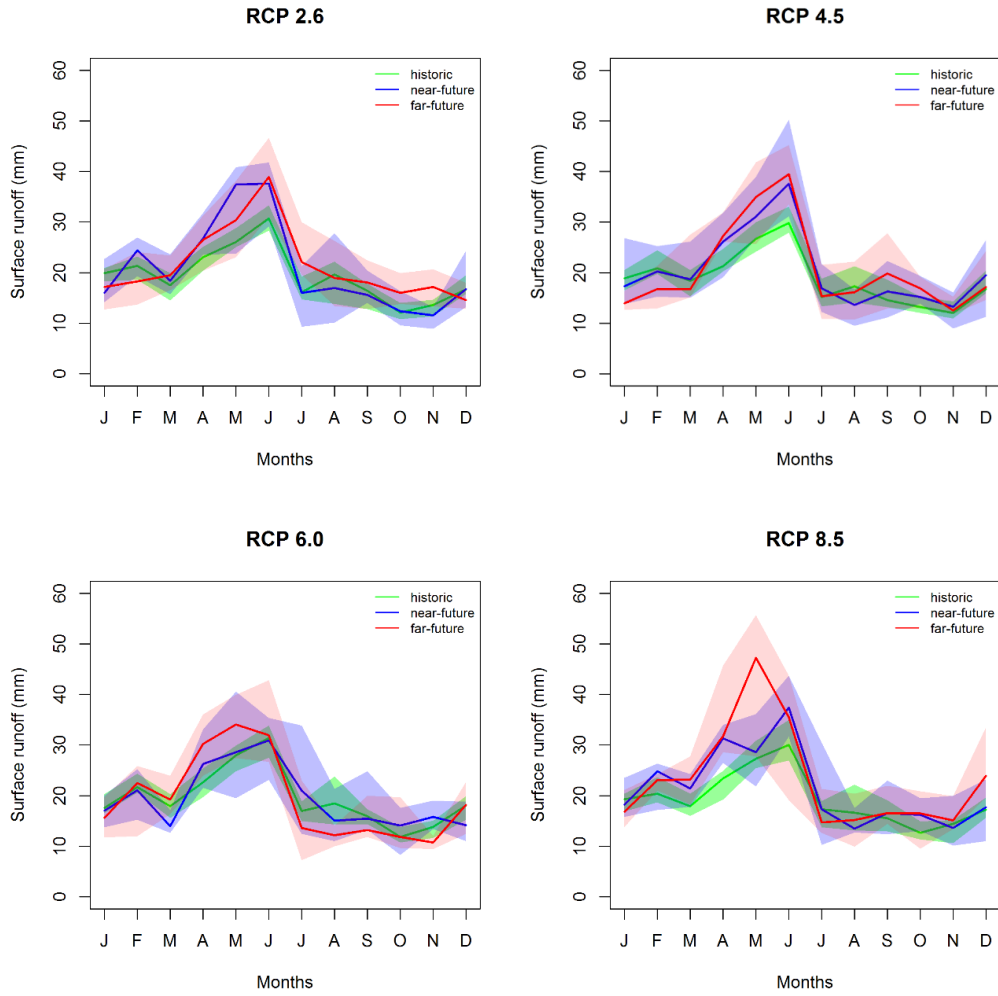 RCP 2.6
Surface runoff (mm)
60
50
40
30
20
10
0
historic
near-future
far-future
J F M A M J J A S O N D
Months
RCP 4.5
Surface runoff (mm)
60
50
40
30
20
10
0
historic
near-future
far-future
J F M A M J J A S O N D
Months
RCP 6.0
Surface runoff (mm)
60
50
40
30
20
10
0
historic
near-future
far-future
J F M A M J J A S O N D
Months
RCP 8.5
Surface runoff (mm)
60
50
40
30
20
10
0
historic
near-future
far-future
J F M A M J J A S O N D
Months